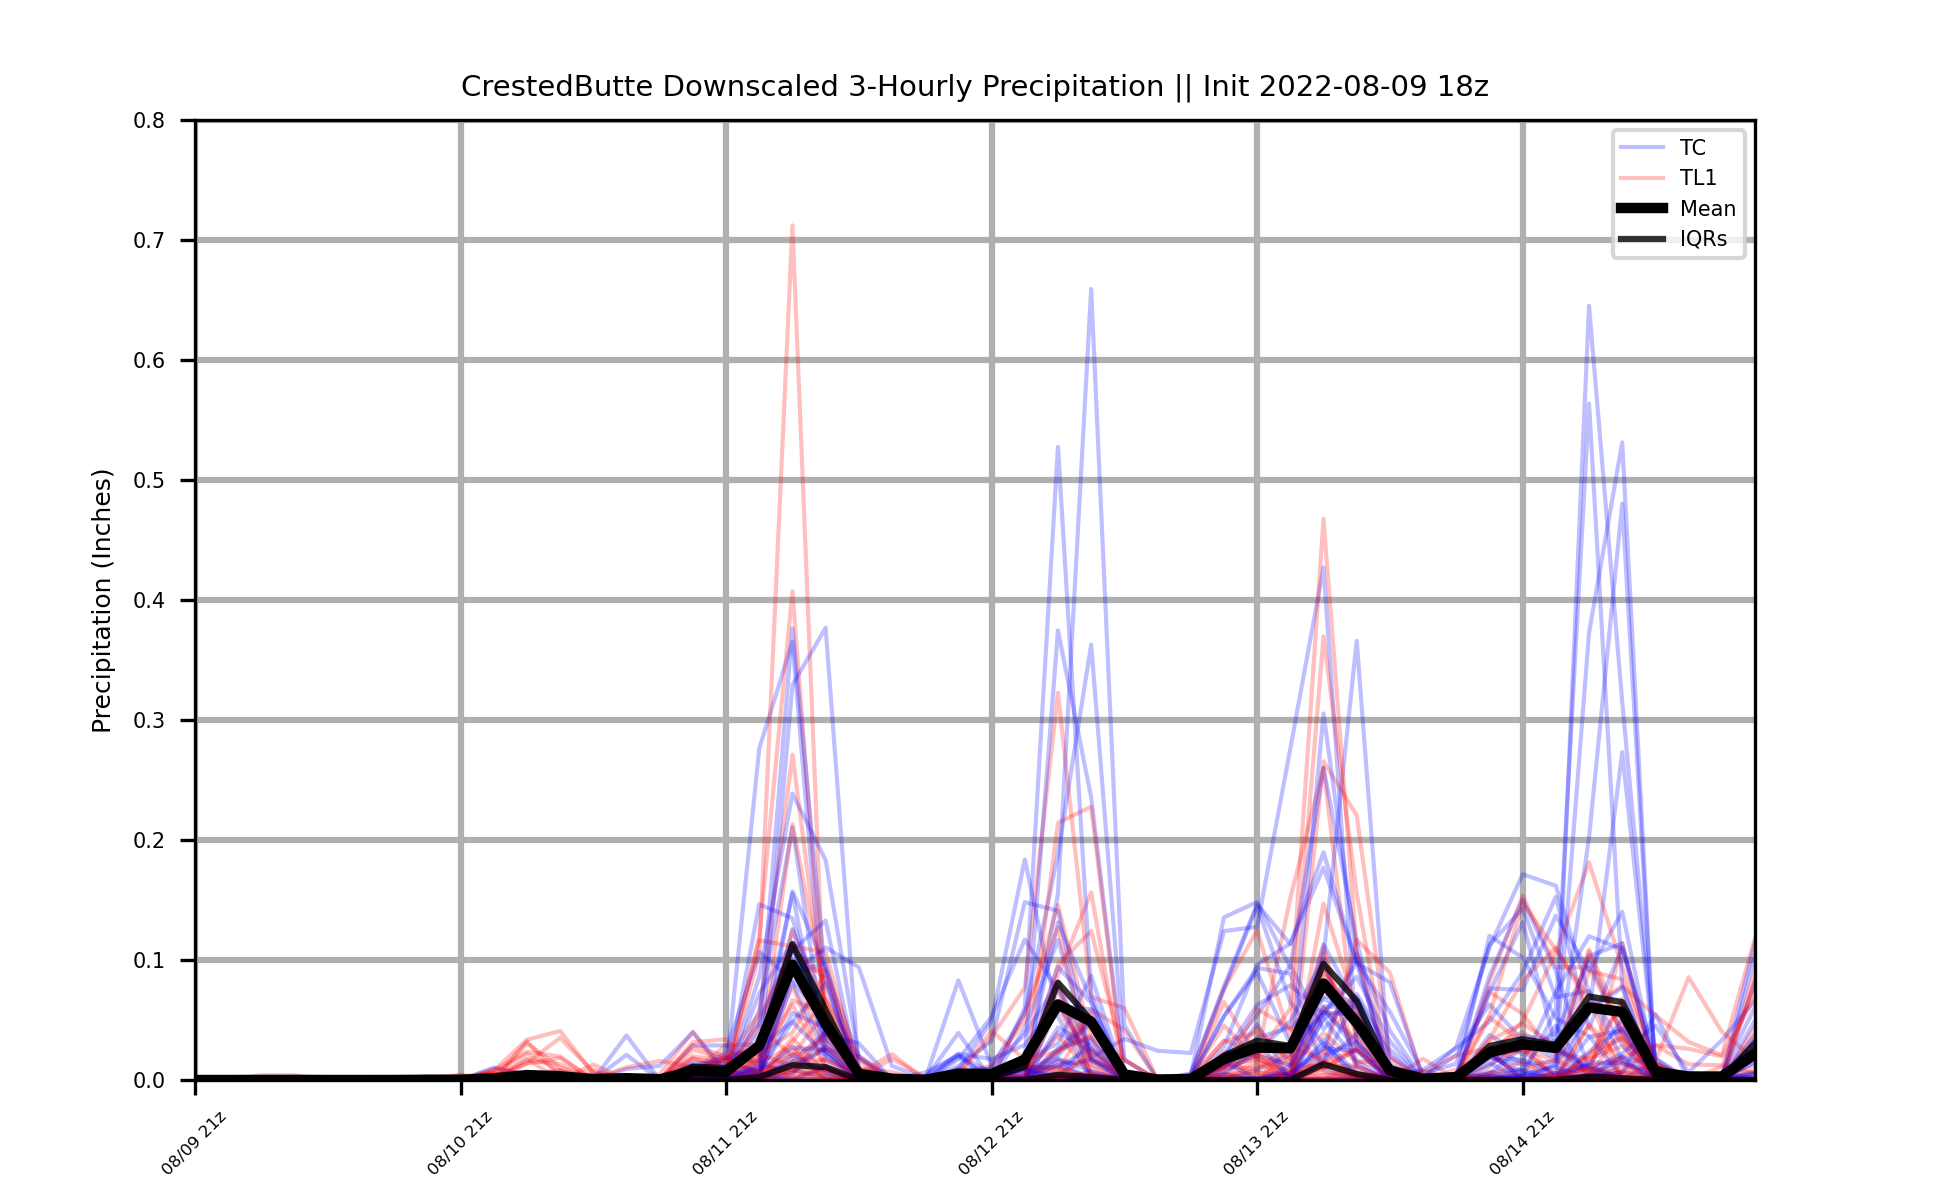 CrestedButte Downscaled 3-Hourly Precipitation || Init 2022-08-09 18z
TC
TL1
Mean
IQRs
Precipitation (Inches)
0.8
0.7
0.6
0.5
0.4
0.3
0.2
0.1
0.0
08/09 21z
08/10 21z
08/11 21z
08/12 21z
08/13 21z
08/14 21z